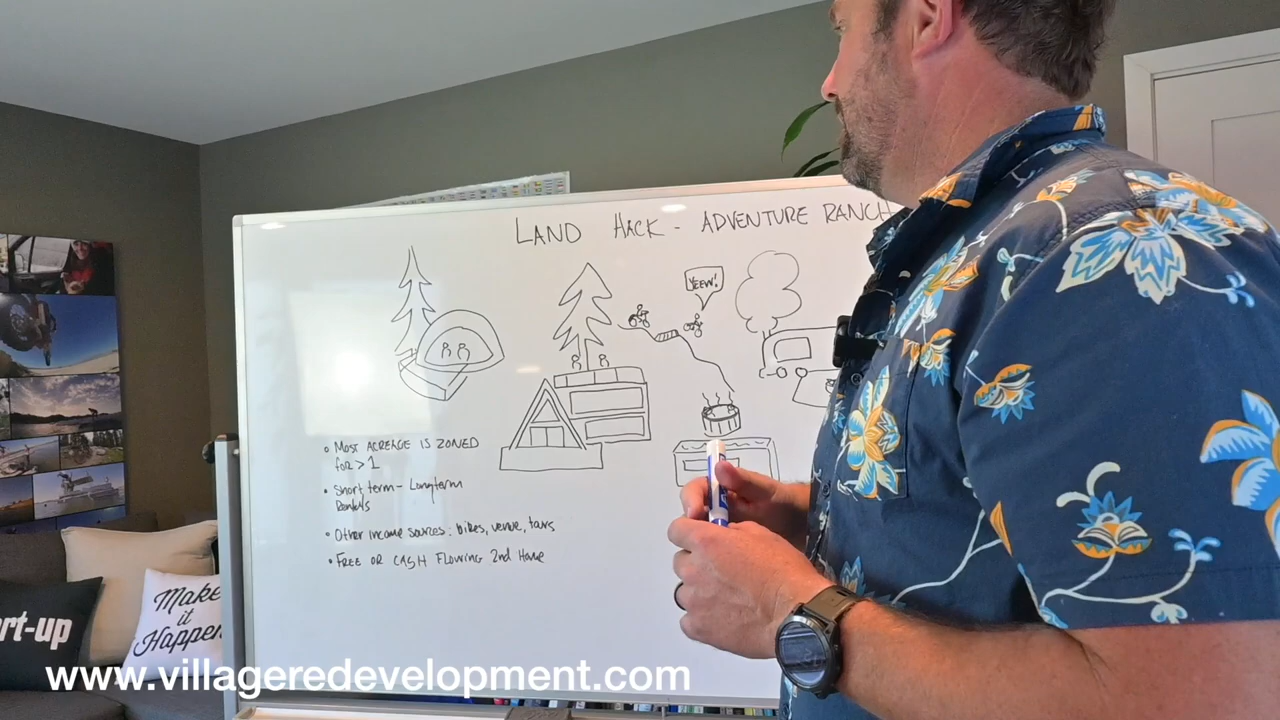 LAND HACK - ADVENTURE RANCH
YEEW!
• MOST ACREAGE IS ZONED
for > 1
• Short term - Longterm
Rentals
• Other income sources: bikes, venue, tours
• FREE OR CASH FLOWING 2nd Home
rt-up
Make
it
Happen
www.villageredevelopment.com